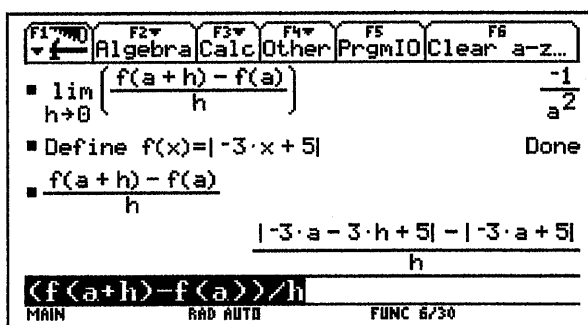 F1 F2 F3 F4 F5 F6
Algebra Calc Other PrgmIO Clear a-z…
lim h→0 ( f(a + h) − f(a) / h ) -1 / a²
Define f(x)=|-3·x + 5| Done
f(a + h) − f(a) / h
|-3·a − 3·h + 5| − |-3·a + 5| / h
(f(a+h)-f(a))/h
MAIN RAD AUTO FUNC 6/30